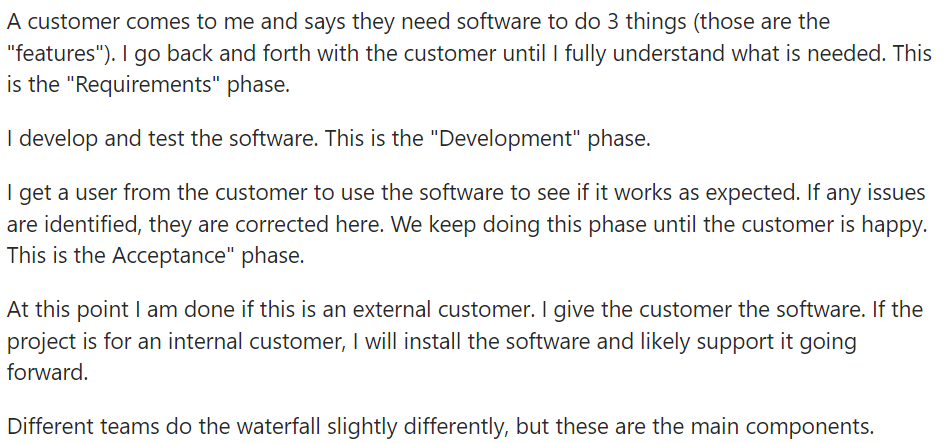 A customer comes to me and says they need software to do 3 things (those are the
"features"). I go back and forth with the customer until I fully understand what is needed. This
is the "Requirements" phase.
I develop and test the software. This is the "Development" phase.
I get a user from the customer to use the software to see if it works as expected. If any issues
are identified, they are corrected here. We keep doing this phase until the customer is happy.
This is the Acceptance" phase.
At this point I am done if this is an external customer. I give the customer the software. If the
project is for an internal customer, I will install the software and likely support it going
forward.
Different teams do the waterfall slightly differently, but these are the main components.